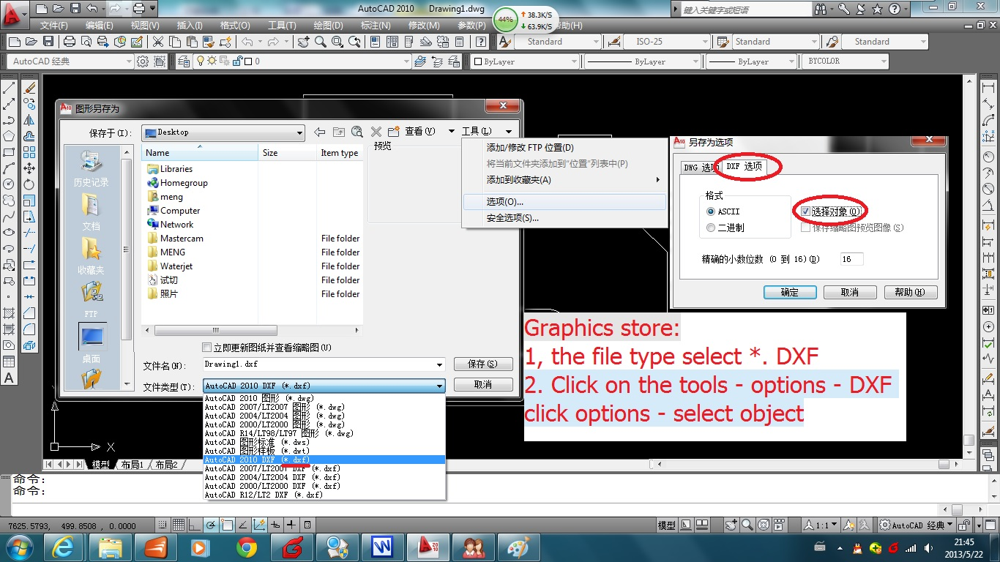 AutoCAD 2010 Drawing1.dwg
键入关键字或短语
44%
38.3K/S
63.9K/S
文件(F) 编辑(E) 视图(V) 插入(I) 格式(O) 工具(T) 绘图(D) 标注(N) 修改(M) 参数(P) 帮助(H)
Standard ISO-25 Standard Standard
AutoCAD 经典 0 ByLayer ByLayer ByLayer BYCOLOR
图形另存为
保存于(I): Desktop 查看(V) 工具(L)
Name Size Item type 预览
历史记录
文档
收藏夹
FTP
桌面
Libraries
Homegroup
meng
Computer
Network
Mastercam File folder
MENG File folder
Waterjet File folder
试切 File folder
照片 File folder
立即更新图纸并查看缩略图(U)
文件名(N): Drawing1.dxf 保存(S)
文件类型(T): AutoCAD 2010 DXF (*.dxf) 取消
AutoCAD 2010 图形 (*.dwg)
AutoCAD 2007/LT2007 图形 (*.dwg)
AutoCAD 2004/LT2004 图形 (*.dwg)
AutoCAD 2000/LT2000 图形 (*.dwg)
AutoCAD R14/LT98/LT97 图形 (*.dwg)
AutoCAD 图形标准 (*.dws)
AutoCAD 图形样板 (*.dwt)
AutoCAD 2010 DXF (*.dxf)
AutoCAD 2007/LT2007 DXF (*.dxf)
AutoCAD 2004/LT2004 DXF (*.dxf)
AutoCAD 2000/LT2000 DXF (*.dxf)
AutoCAD R12/LT2 DXF (*.dxf)
添加/修改 FTP 位置(D)
将当前文件夹添加到“位置”列表中(P)
添加到收藏夹(A)
选项(O)...
安全选项(S)...
另存为选项
DWG 选项 DXF 选项
格式
ASCII
二进制
选择对象(O)
保存缩略图预览图像(S)
精确的小数位数 (0 到 16)(D) 16
确定 取消 帮助(H)
Graphics store:
1, the file type select *. DXF
2. Click on the tools - options - DXF
click options - select object
X
模型 布局1 布局2
命令:
命令:
7625.5793, 499.8508 , 0.0000
模型 1:1 AutoCAD 经典
21:45
2013/5/22